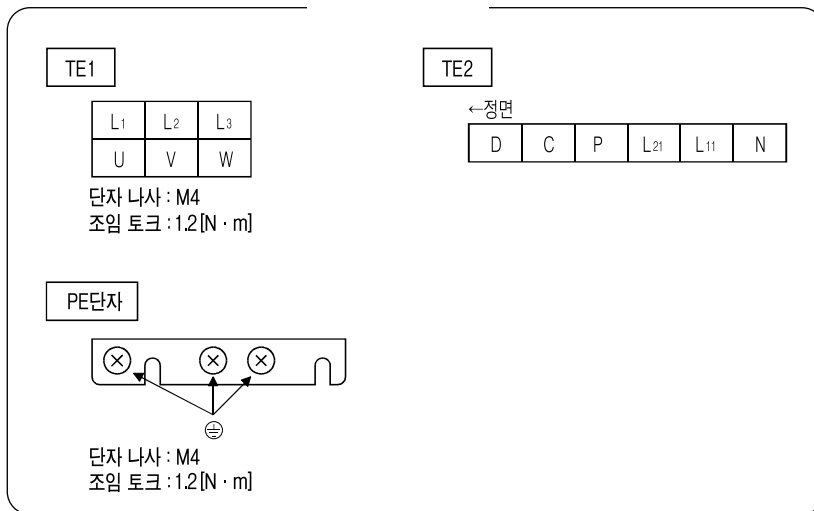 TE1
L1 L2 L3
U V W
단자 나사 : M4
조임 토크 : 1.2[N · m]
TE2
←정면
D C P L21 L11 N
PE단자
단자 나사 : M4
조임 토크 : 1.2[N · m]